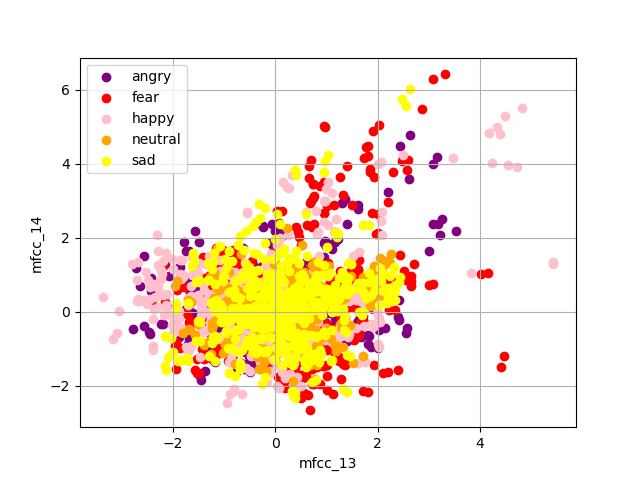 angry
fear
happy
neutral
sad
6
4
2
0
−2
mfcc_14
−2
0
2
4
mfcc_13